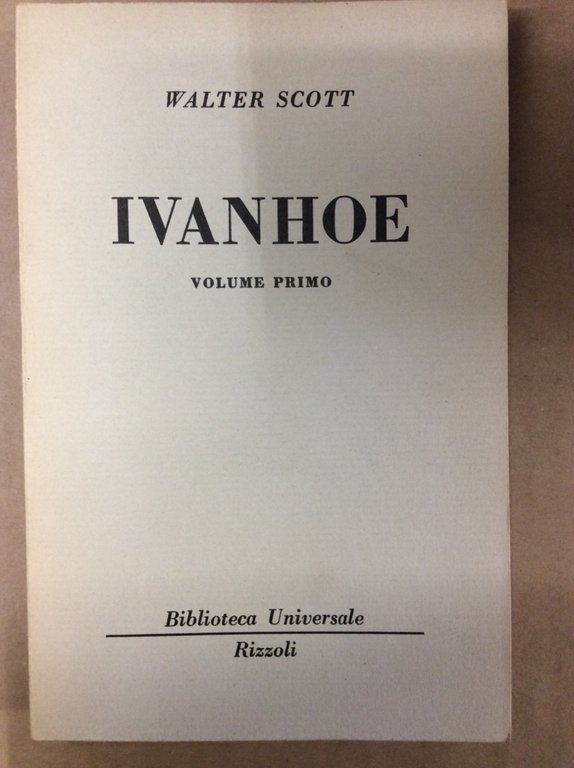 WALTER SCOTT
IVANHOE
VOLUME PRIMO
Biblioteca Universale
Rizzoli